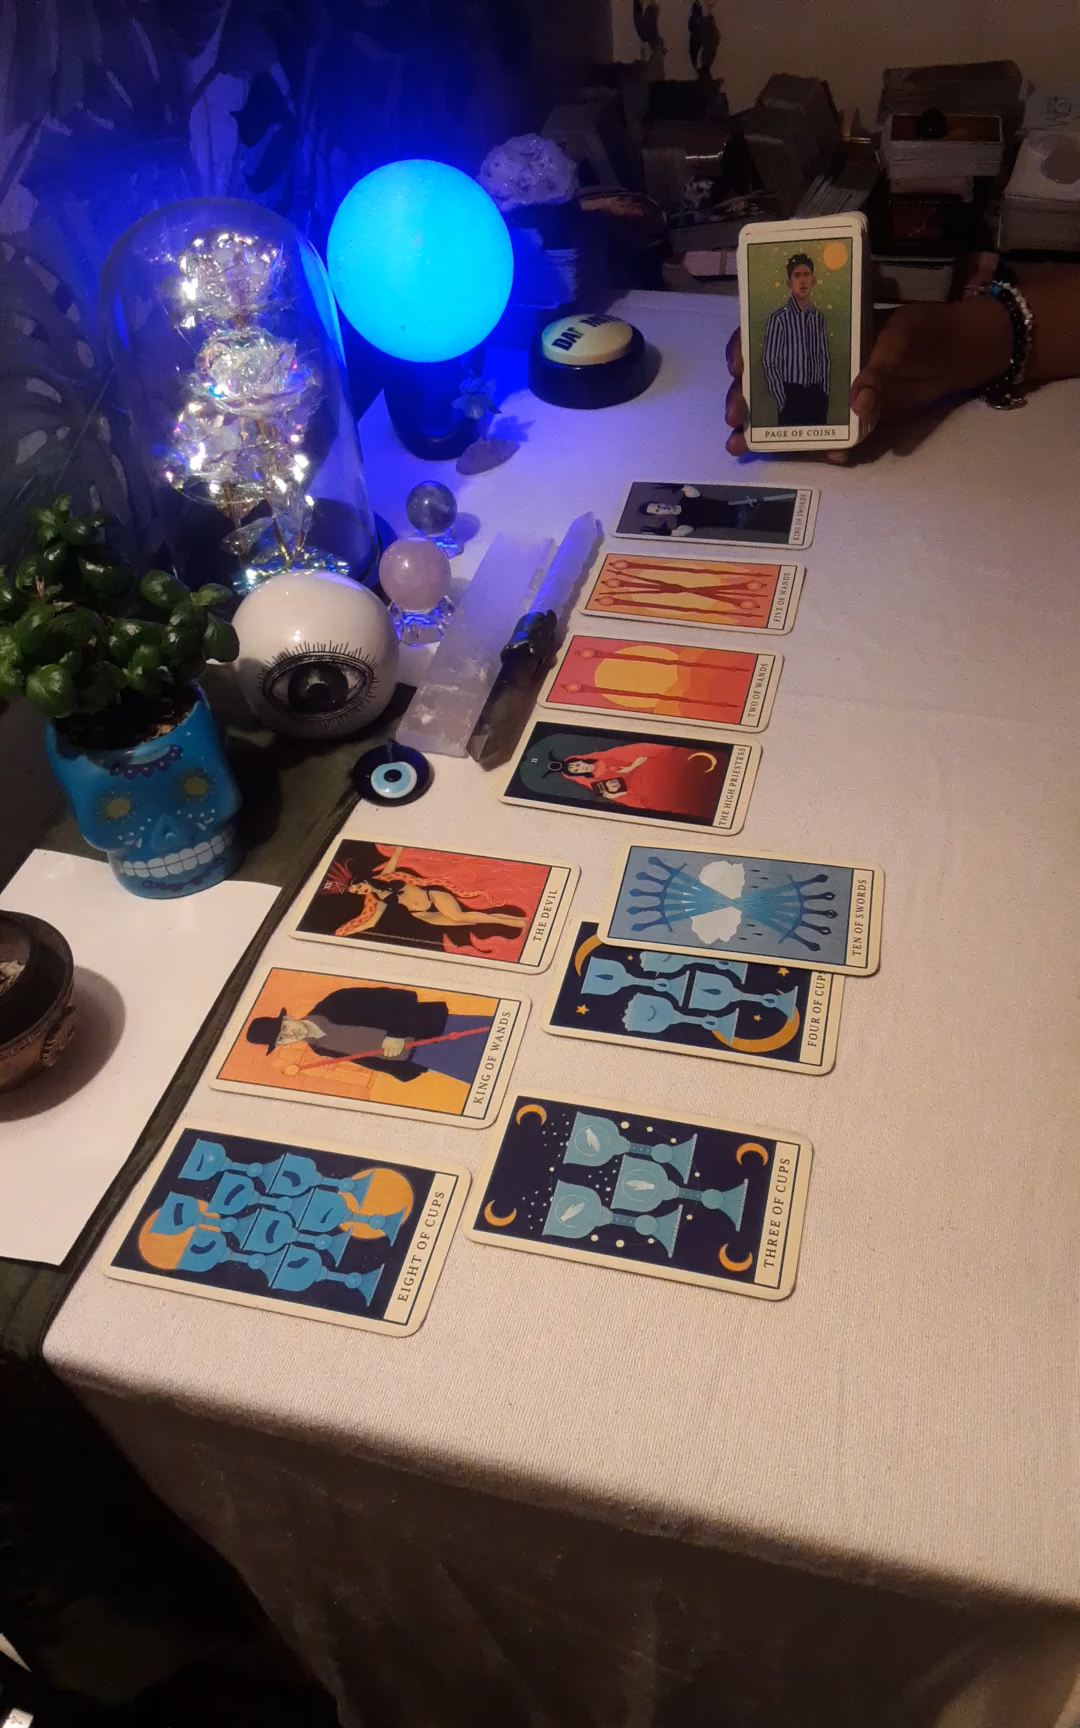 PAGE OF COINS
KING OF SWORDS
FIVE OF WANDS
TWO OF WANDS
II
THE HIGH PRIESTESS
THE DEVIL
TEN OF SWORDS
FOUR OF CUPS
KING OF WANDS
THREE OF CUPS
EIGHT OF CUPS